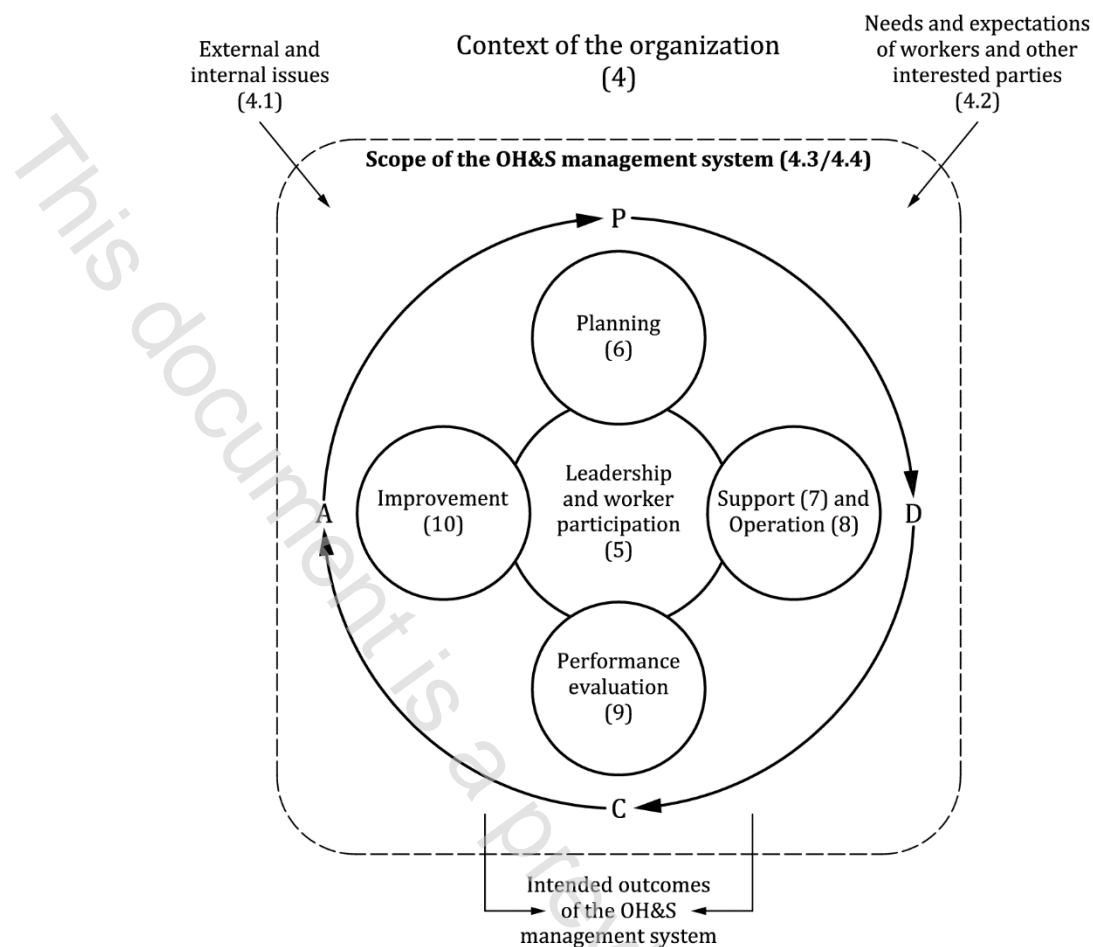 External and
internal issues
(4.1)
Context of the organization
(4)
Needs and expectations
of workers and other
interested parties
(4.2)
Scope of the OH&S management system (4.3/4.4)
P
Planning
(6)
A
Improvement
(10)
Leadership
and worker
participation
(5)
Support (7) and
Operation (8)
D
Performance
evaluation
(9)
C
Intended outcomes
of the OH&S
management system
This document is a